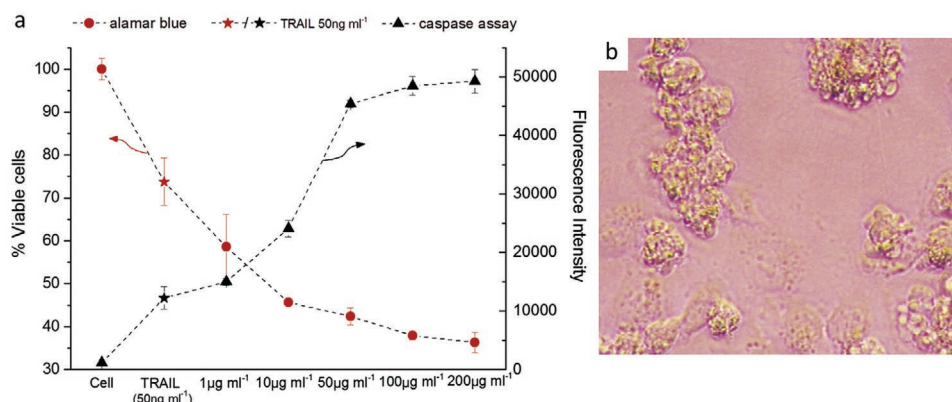 a
alamar blue ★/★ TRAIL 50ng ml⁻¹ caspase assay
% Viable cells
100
90
80
70
60
50
40
30
50000
40000
30000
20000
10000
0
Fluorescence Intensity
Cell TRAIL 1µg ml⁻¹ 10µg ml⁻¹ 50µg ml⁻¹ 100µg ml⁻¹ 200µg ml⁻¹
(50ng ml⁻¹)
b